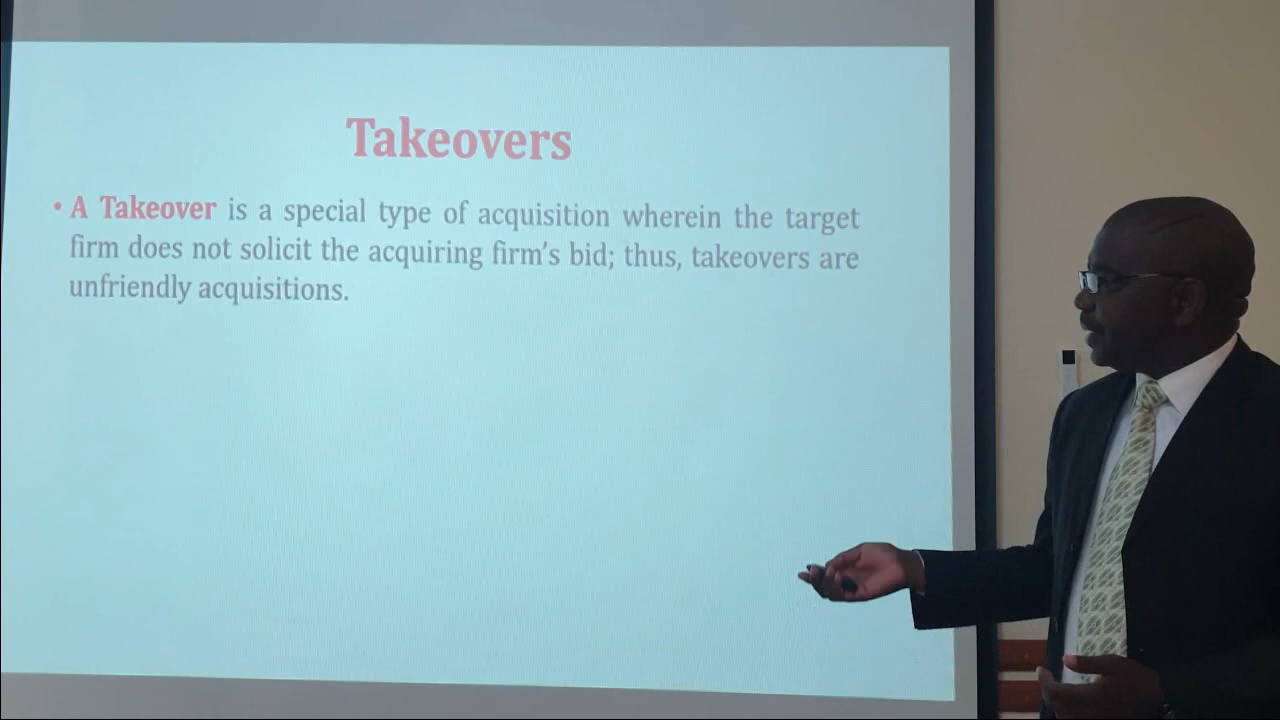 Takeovers
• A Takeover is a special type of acquisition wherein the target
firm does not solicit the acquiring firm’s bid; thus, takeovers are
unfriendly acquisitions.